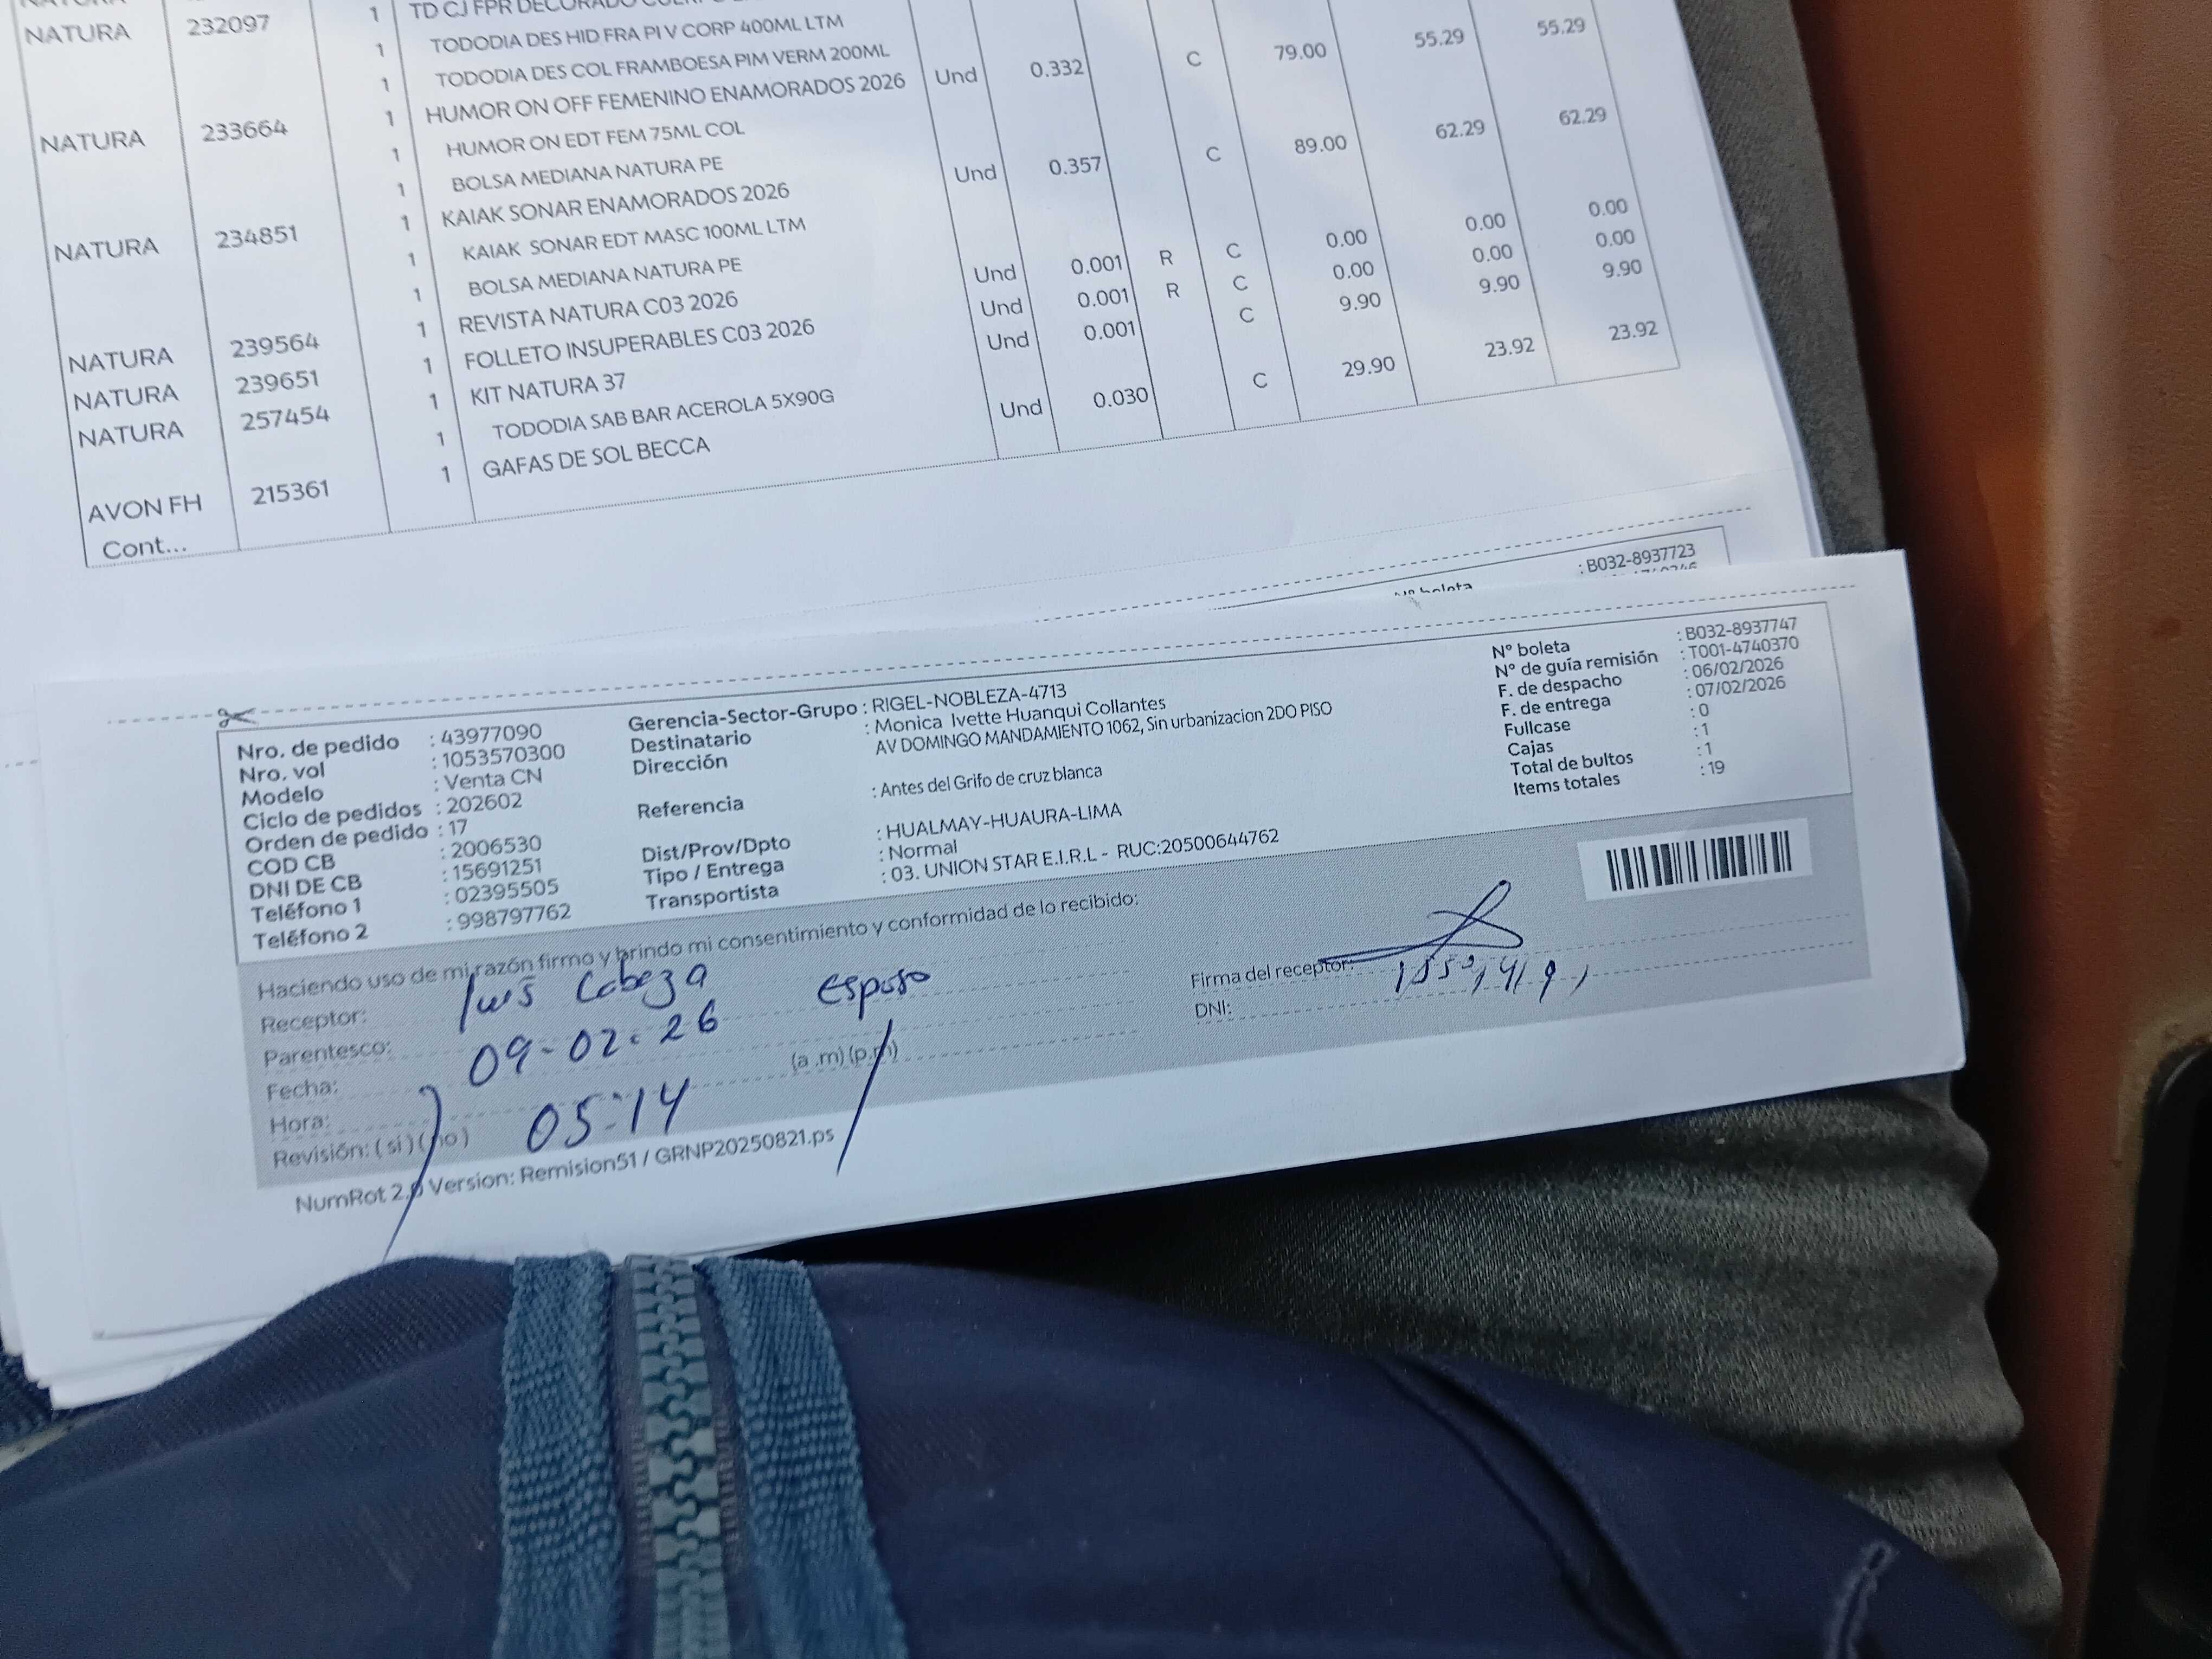 NATURA 232097 1 TD CJ FPR DECORADO
1 TODODIA DES HID FRA PI V CORP 400ML LTM
1 TODODIA DES COL FRAMBOESA PIM VERM 200ML
NATURA 233664 1 HUMOR ON OFF FEMENINO ENAMORADOS 2026 Und 0.332 C 79.00 55.29 55.29
1 HUMOR ON EDT FEM 75ML COL
1 BOLSA MEDIANA NATURA PE
NATURA 234851 1 KAIAK SONAR ENAMORADOS 2026 Und 0.357 C 89.00 62.29 62.29
1 KAIAK SONAR EDT MASC 100ML LTM
1 BOLSA MEDIANA NATURA PE
NATURA 239564 1 REVISTA NATURA C03 2026 Und 0.001 R C 0.00 0.00 0.00
NATURA 239651 1 FOLLETO INSUPERABLES C03 2026 Und 0.001 R C 0.00 0.00 0.00
NATURA 257454 1 KIT NATURA 37 Und 0.001 C 9.90 9.90 9.90
1 TODODIA SAB BAR ACEROLA 5X90G
AVON FH 215361 1 GAFAS DE SOL BECCA Und 0.030 C 29.90 23.92 23.92
Cont...
Nº boleta : B032-8937723
Nro. de pedido : 43977090
Nro. vol : 1053570300
Modelo : Venta CN
Ciclo de pedidos : 202602
Orden de pedido : 17
COD CB : 2006530
DNI DE CB : 15691251
Teléfono 1 : 02395505
Teléfono 2 : 998797762
Gerencia-Sector-Grupo : RIGEL-NOBLEZA-4713
Destinatario : Monica Ivette Huanqui Collantes
Dirección AV DOMINGO MANDAMIENTO 1062, Sin urbanizacion 2DO PISO
Referencia : Antes del Grifo de cruz blanca
Dist/Prov/Dpto : HUALMAY-HUAURA-LIMA
Tipo / Entrega : Normal
Transportista : 03. UNION STAR E.I.R.L - RUC:20500644762
Nº boleta : B032-8937747
Nº de guía remisión : T001-4740370
F. de despacho : 06/02/2026
F. de entrega : 07/02/2026
Fullcase : 0
Cajas : 1
Total de bultos : 1
Items totales : 19
Haciendo uso de mi razón firmo y brindo mi consentimiento y conformidad de lo recibido:
Receptor: Luis Cabeza esposo
Parentesco:
Fecha: 09-02-26
Hora: 05:14 (a.m) (p.m)
Revisión: ( si ) ( no )
Firma del receptor:
DNI:
NumRot 2.0 Version: Remision51 / GRNP20250821.ps